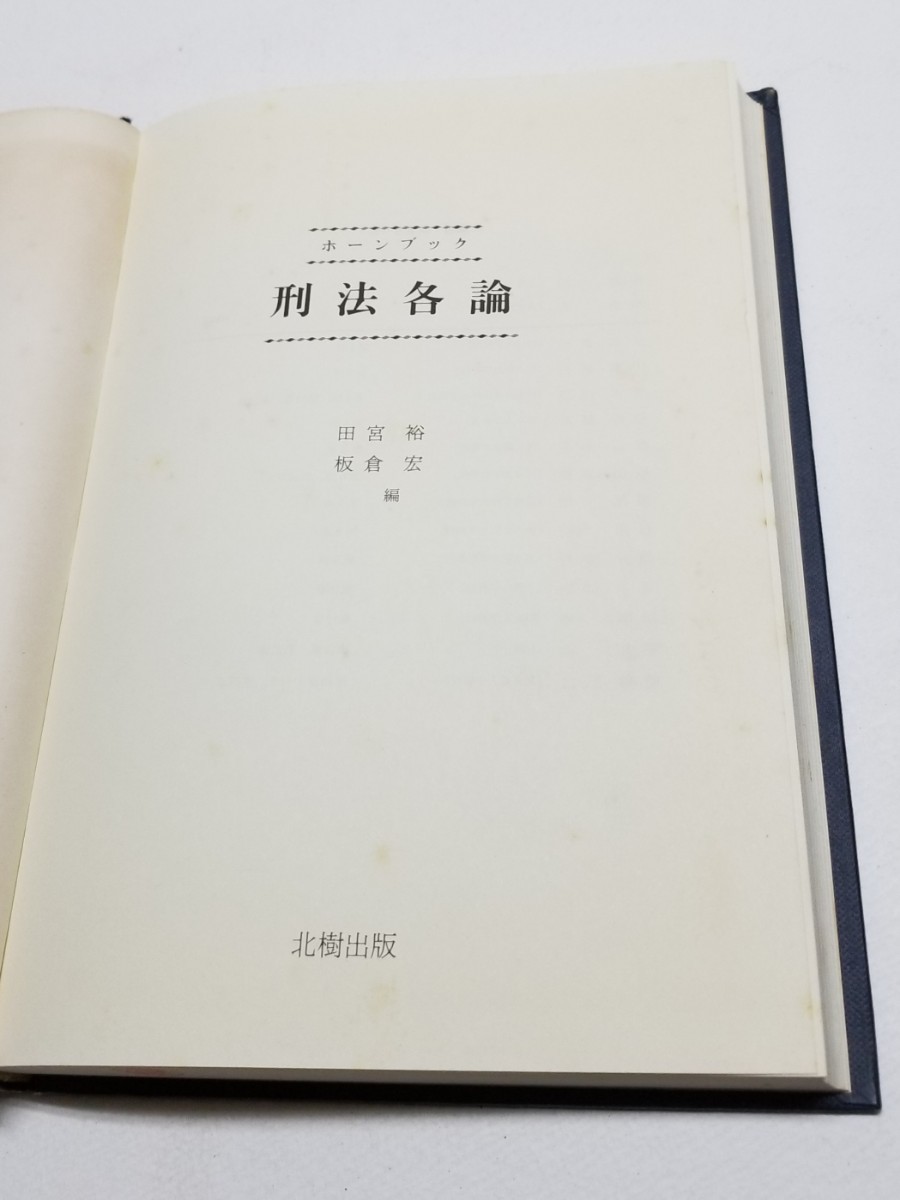 ホーンブック
刑法各論
田宮 裕
板倉 宏
編
北樹出版